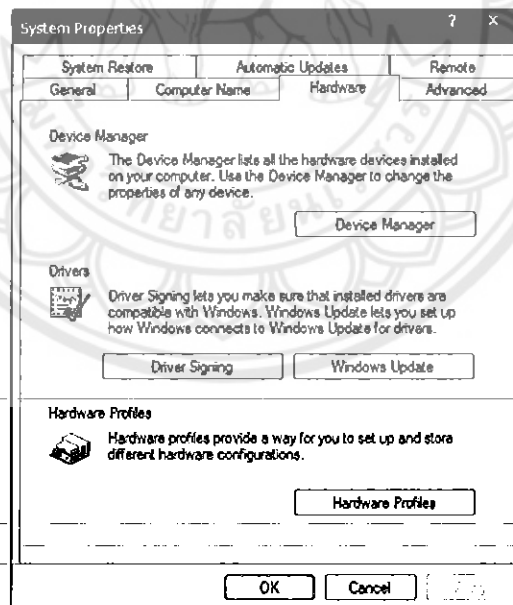 System Properties
? ×
System Restore Automatic Updates Remote
General Computer Name Hardware Advanced
Device Manager
The Device Manager lists all the hardware devices installed
on your computer. Use the Device Manager to change the
properties of any device.
Device Manager
Drivers
Driver Signing lets you make sure that installed drivers are
compatible with Windows. Windows Update lets you set up
how Windows connects to Windows Update for drivers.
Driver Signing Windows Update
Hardware Profiles
Hardware profiles provide a way for you to set up and store
different hardware configurations.
Hardware Profiles
OK Cancel